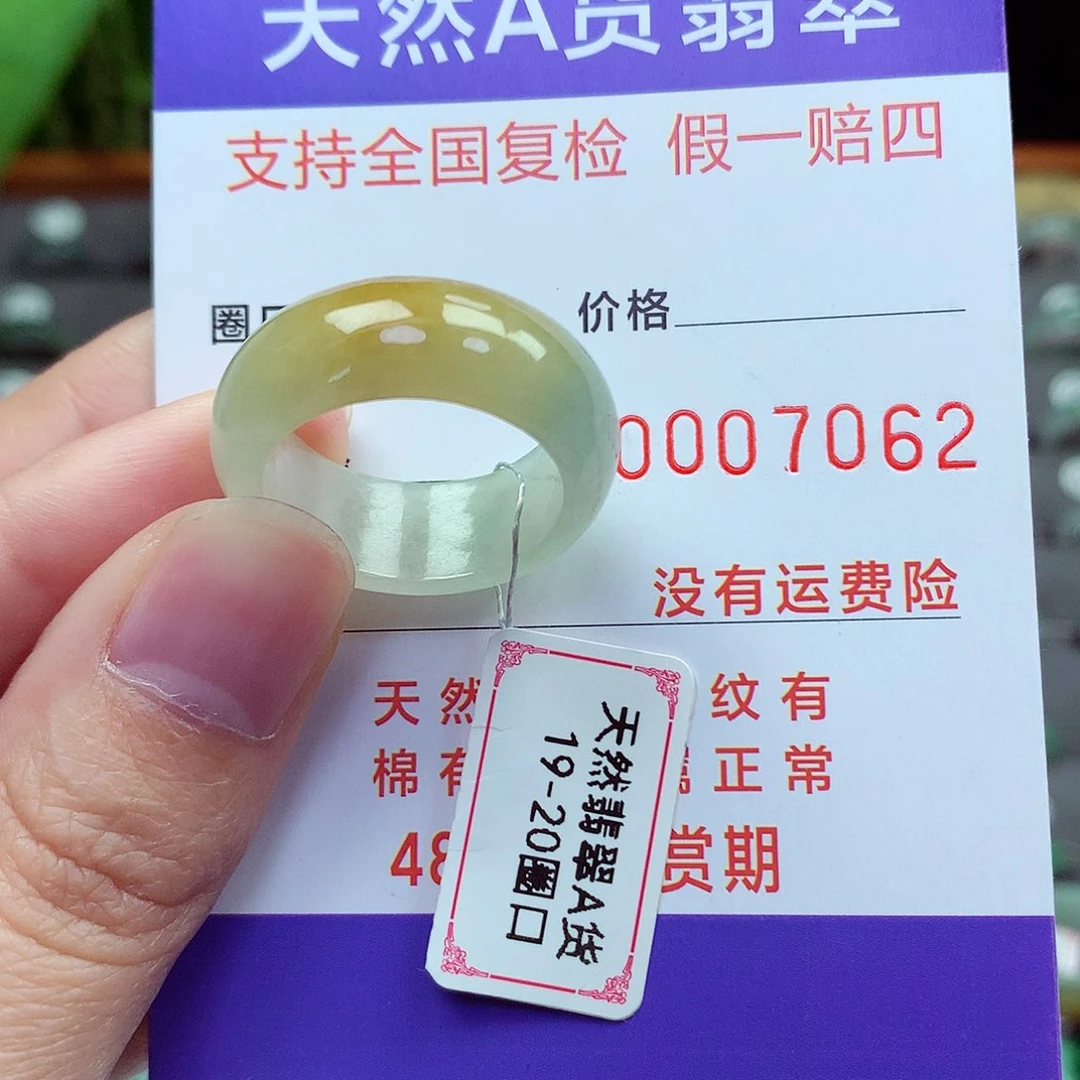 天然A货翡翠
支持全国复检 假一赔四
圈
价格
0007062
没有运费险
天然
纹有
棉有
正常
48
赏期
天然翡翠A货
19-20圈口